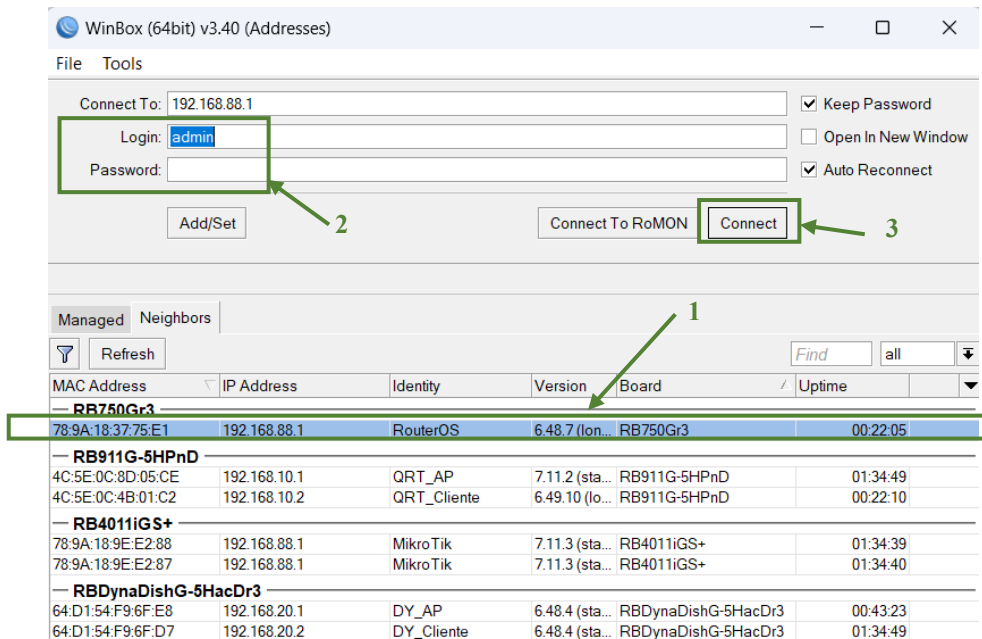 WinBox (64bit) v3.40 (Addresses)
File Tools
Connect To: 192.168.88.1
Keep Password
Login: admin
Open In New Window
Password:
Auto Reconnect
2
Add/Set
Connect To RoMON
Connect
3
Managed
Neighbors
1
Refresh
Find
all
MAC Address IP Address Identity Version Board Uptime
RB750Gr3
78:9A:18:37:75:E1 192.168.88.1 RouterOS 6.48.7 (lon... RB750Gr3 00:22:05
RB911G-5HPnD
4C:5E:0C:8D:05:CE 192.168.10.1 QRT_AP 7.11.2 (sta... RB911G-5HPnD 01:34:49
4C:5E:0C:4B:01:C2 192.168.10.2 QRT_Cliente 6.49.10 (lo... RB911G-5HPnD 00:22:10
RB4011iGS+
78:9A:18:9E:E2:88 192.168.88.1 MikroTik 7.11.3 (sta... RB4011iGS+ 01:34:39
78:9A:18:9E:E2:87 192.168.88.1 MikroTik 7.11.3 (sta... RB4011iGS+ 01:34:40
RBDynaDishG-5HacDr3
64:D1:54:F9:6F:E8 192.168.20.1 DY_AP 6.48.4 (sta... RBDynaDishG-5HacDr3 00:43:23
64:D1:54:F9:6F:D7 192.168.20.2 DY_Cliente 6.48.4 (sta... RBDynaDishG-5HacDr3 01:34:49